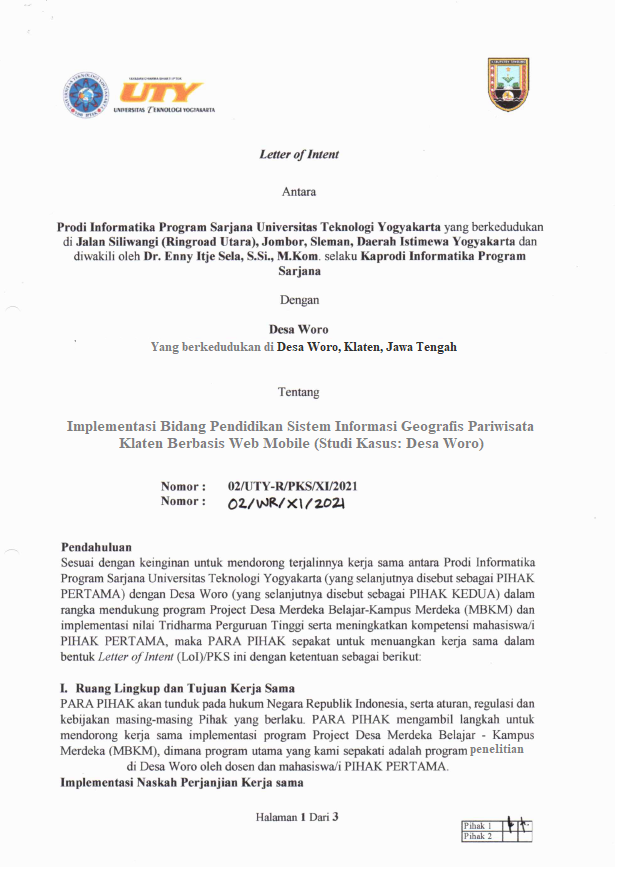 UTY
UNIVERSITAS TEKNOLOGI YOGYAKARTA
Letter of Intent
Antara
Prodi Informatika Program Sarjana Universitas Teknologi Yogyakarta yang berkedudukan
di Jalan Siliwangi (Ringroad Utara), Jombor, Sleman, Daerah Istimewa Yogyakarta dan
diwakili oleh Dr. Enny Itje Sela, S.Si., M.Kom. selaku Kaprodi Informatika Program
Sarjana
Dengan
Desa Woro
Yang berkedudukan di Desa Woro, Klaten, Jawa Tengah
Tentang
Implementasi Bidang Pendidikan Sistem Informasi Geografis Pariwisata
Klaten Berbasis Web Mobile (Studi Kasus: Desa Woro)
Nomor : 02/UTY-R/PKS/XI/2021
Nomor : 02/WR/XI/2021
Pendahuluan
Sesuai dengan keinginan untuk mendorong terjalinnya kerja sama antara Prodi Informatika
Program Sarjana Universitas Teknologi Yogyakarta (yang selanjutnya disebut sebagai PIHAK
PERTAMA) dengan Desa Woro (yang selanjutnya disebut sebagai PIHAK KEDUA) dalam
rangka mendukung program Project Desa Merdeka Belajar-Kampus Merdeka (MBKM) dan
implementasi nilai Tridharma Perguruan Tinggi serta meningkatkan kompetensi mahasiswa/i
PIHAK PERTAMA, maka PARA PIHAK sepakat untuk menuangkan kerja sama dalam
bentuk Letter of Intent (LoI)/PKS ini dengan ketentuan sebagai berikut:
I. Ruang Lingkup dan Tujuan Kerja Sama
PARA PIHAK akan tunduk pada hukum Negara Republik Indonesia, serta aturan, regulasi dan
kebijakan masing-masing Pihak yang berlaku. PARA PIHAK mengambil langkah untuk
mendorong kerja sama implementasi program Project Desa Merdeka Belajar - Kampus
Merdeka (MBKM), dimana program utama yang kami sepakati adalah program penelitian
di Desa Woro oleh dosen dan mahasiswa/i PIHAK PERTAMA.
Implementasi Naskah Perjanjian Kerja sama
Halaman 1 Dari 3
Pihak 1
Pihak 2